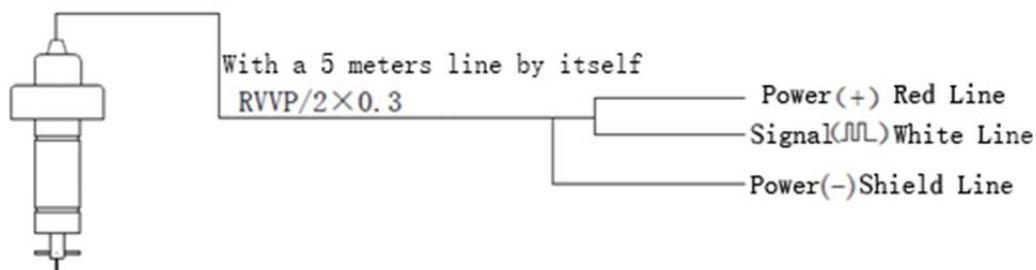 With a 5 meters line by itself
RVVP/2×0.3
Power(+) Red Line
Signal(⎍⎍)White Line
Power(-)Shield Line